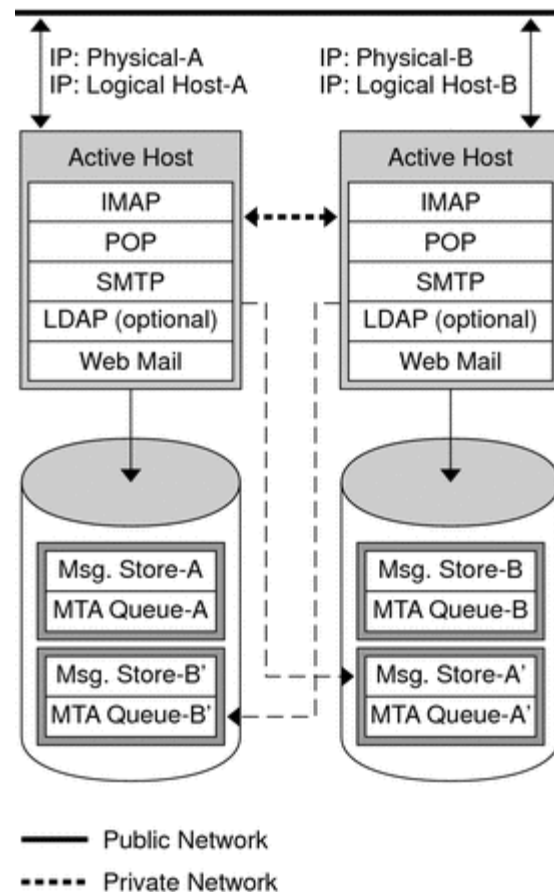 IP: Physical-A
IP: Logical Host-A
IP: Physical-B
IP: Logical Host-B
Active Host
IMAP
POP
SMTP
LDAP (optional)
Web Mail
Active Host
IMAP
POP
SMTP
LDAP (optional)
Web Mail
Msg. Store-A
MTA Queue-A
Msg. Store-B'
MTA Queue-B'
Msg. Store-B
MTA Queue-B
Msg. Store-A'
MTA Queue-A'
Public Network
Private Network